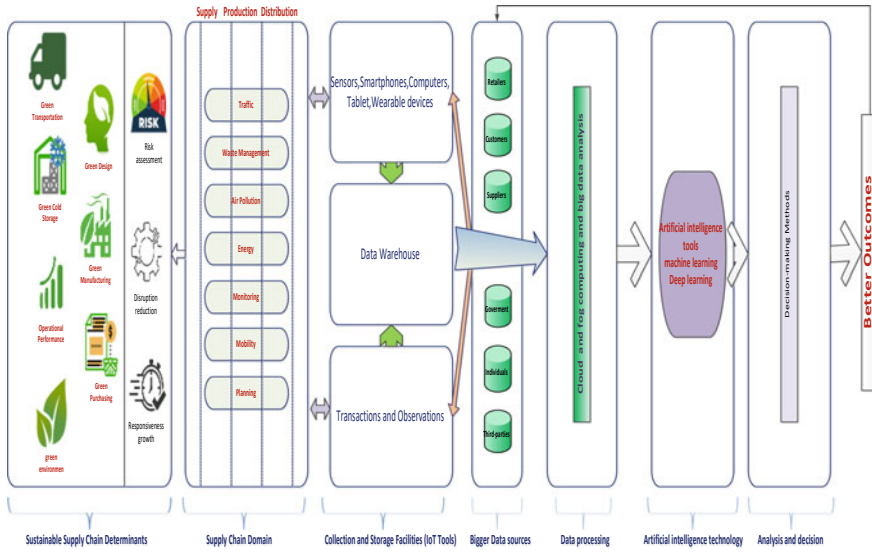 Supply Production Distribution
Green
Transportation
Green Cold
Storage
Operational
Performance
green
environmen
Green Design
Green
Manufacturing
Green
Purchasing
RISK
Risk
assessment
Disruption
reduction
Responsiveness
growth
Traffic
Waste Management
Air Pollution
Energy
Monitoring
Mobility
Planning
Sensors,Smartphones,Computers,
Tablet,Wearable devices
Data Warehouse
Transactions and Observations
Retailers
Customers
Suppliers
Goverment
Individuals
Third-parties
Cloud and fog computing and big data analysis
Artificial intelligence
tools
machine learning
Deep learning
Decision-making Methods
Better Outcomes
Sustainable Supply Chain Determinants
Supply Chain Domain
Collection and Storage Facilities (IoT Tools)
Bigger Data sources
Data processing
Artificial intelligence technology
Analysis and decision